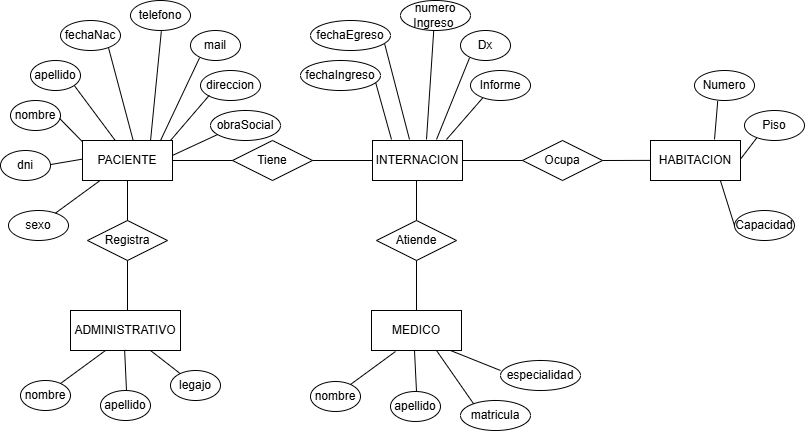 telefono
numero
Ingreso
fechaNac
fechaEgreso
mail
Dx
apellido
fechaIngreso
direccion
Informe
Numero
nombre
obraSocial
Piso
dni
PACIENTE
Tiene
INTERNACION
Ocupa
HABITACION
sexo
Capacidad
Registra
Atiende
ADMINISTRATIVO
MEDICO
nombre
apellido
legajo
nombre
apellido
matricula
especialidad